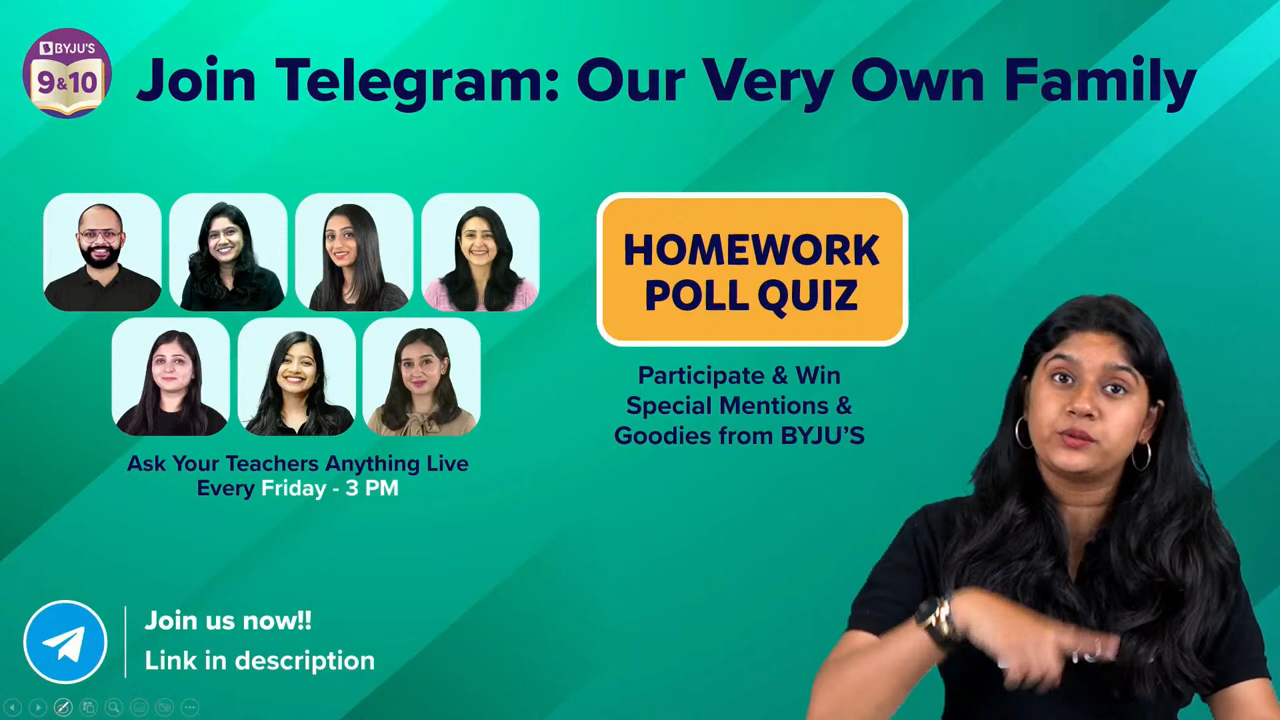 BYJU'S
9&10
Join Telegram: Our Very Own Family
HOMEWORK
POLL QUIZ
Participate & Win
Special Mentions &
Goodies from BYJU'S
Ask Your Teachers Anything Live
Every Friday - 3 PM
Join us now!!
Link in description